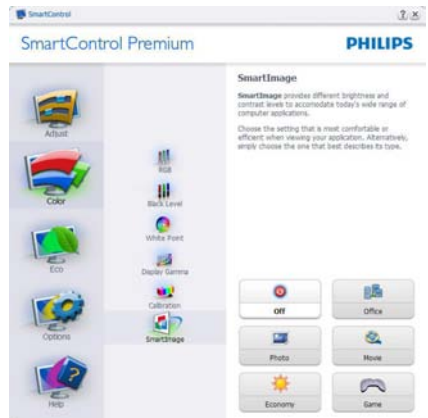 SmartControl
SmartControl Premium
PHILIPS
Adjust
Color
Eco
Options
Help
RGB
Black Level
White Point
Display Gamma
Calibration
SmartImage
SmartImage
SmartImage provides different brightness and
contrast levels to accomodate today's wide range of
computer applications.
Choose the setting that is most comfortable or
efficient when viewing your application. Alternatively,
simply choose the one that best describes its type.
Off
Office
Photo
Movie
Economy
Game